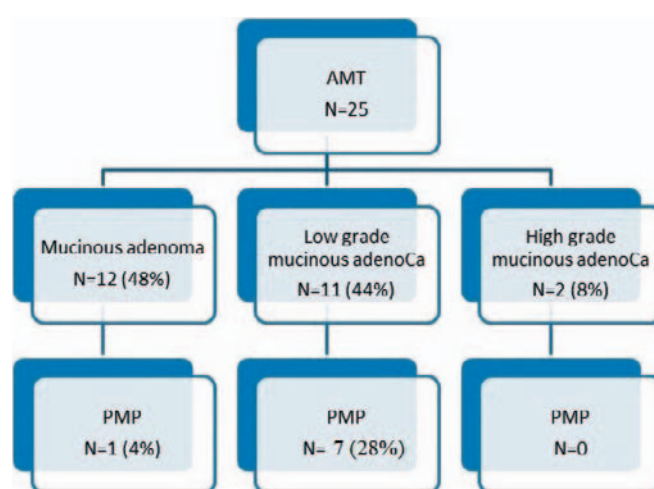 AMT
N=25
Mucinous adenoma
N=12 (48%)
Low grade
mucinous adenoCa
N=11 (44%)
High grade
mucinous adenoCa
N=2 (8%)
PMP
N=1 (4%)
PMP
N= 7 (28%)
PMP
N=0